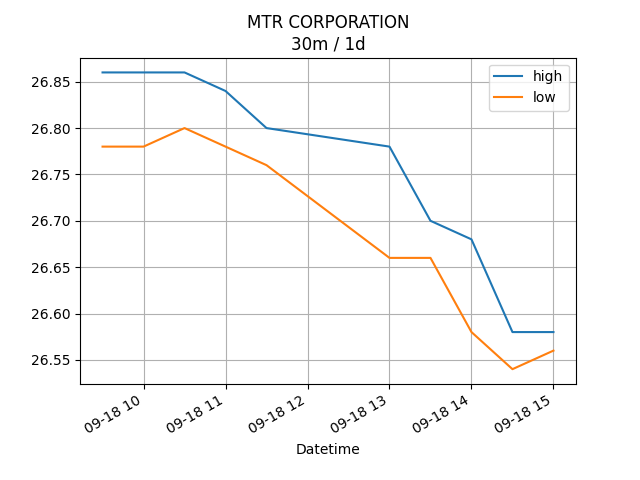 MTR CORPORATION
30m / 1d
high
low
26.85
26.80
26.75
26.70
26.65
26.60
26.55
09-18 10
09-18 11
09-18 12
09-18 13
09-18 14
09-18 15
Datetime